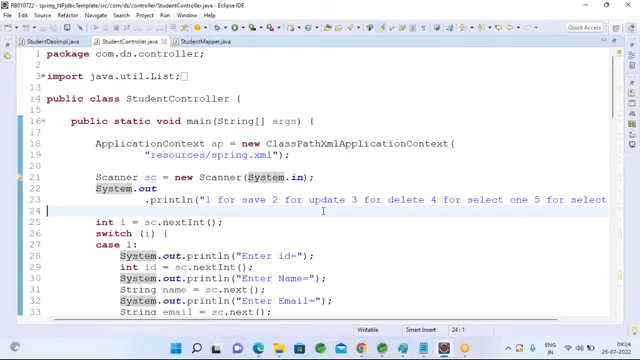 RB010722 - spring_NPjdbcTemplate/src/com/ds/controller/StudentController.java - Eclipse IDE
File Edit Source Refactor Navigate Search Project Run Window Help
Quick Access
StudentDaoImpl.java StudentController.java StudentMapper.java
1 package com.ds.controller;
2
3 import java.util.List;
13
14 public class StudentController {
15
16 public static void main(String[] args) {
17
18 ApplicationContext ap = new ClassPathXmlApplicationContext(
19 "resources/spring.xml");
20
21 Scanner sc = new Scanner(System.in);
22 System.out
23 .println("1 for save 2 for update 3 for delete 4 for select one 5 for select
24
25 int i = sc.nextInt();
26 switch (i) {
27 case 1:
28 System.out.println("Enter id=");
29 int id = sc.nextInt();
30 System.out.println("Enter Name=");
31 String name = sc.next();
32 System.out.println("Enter Email=");
33 String email = sc.next();
Writable Smart Insert 24 : 1
ENG
IN
09:24
26-07-2022